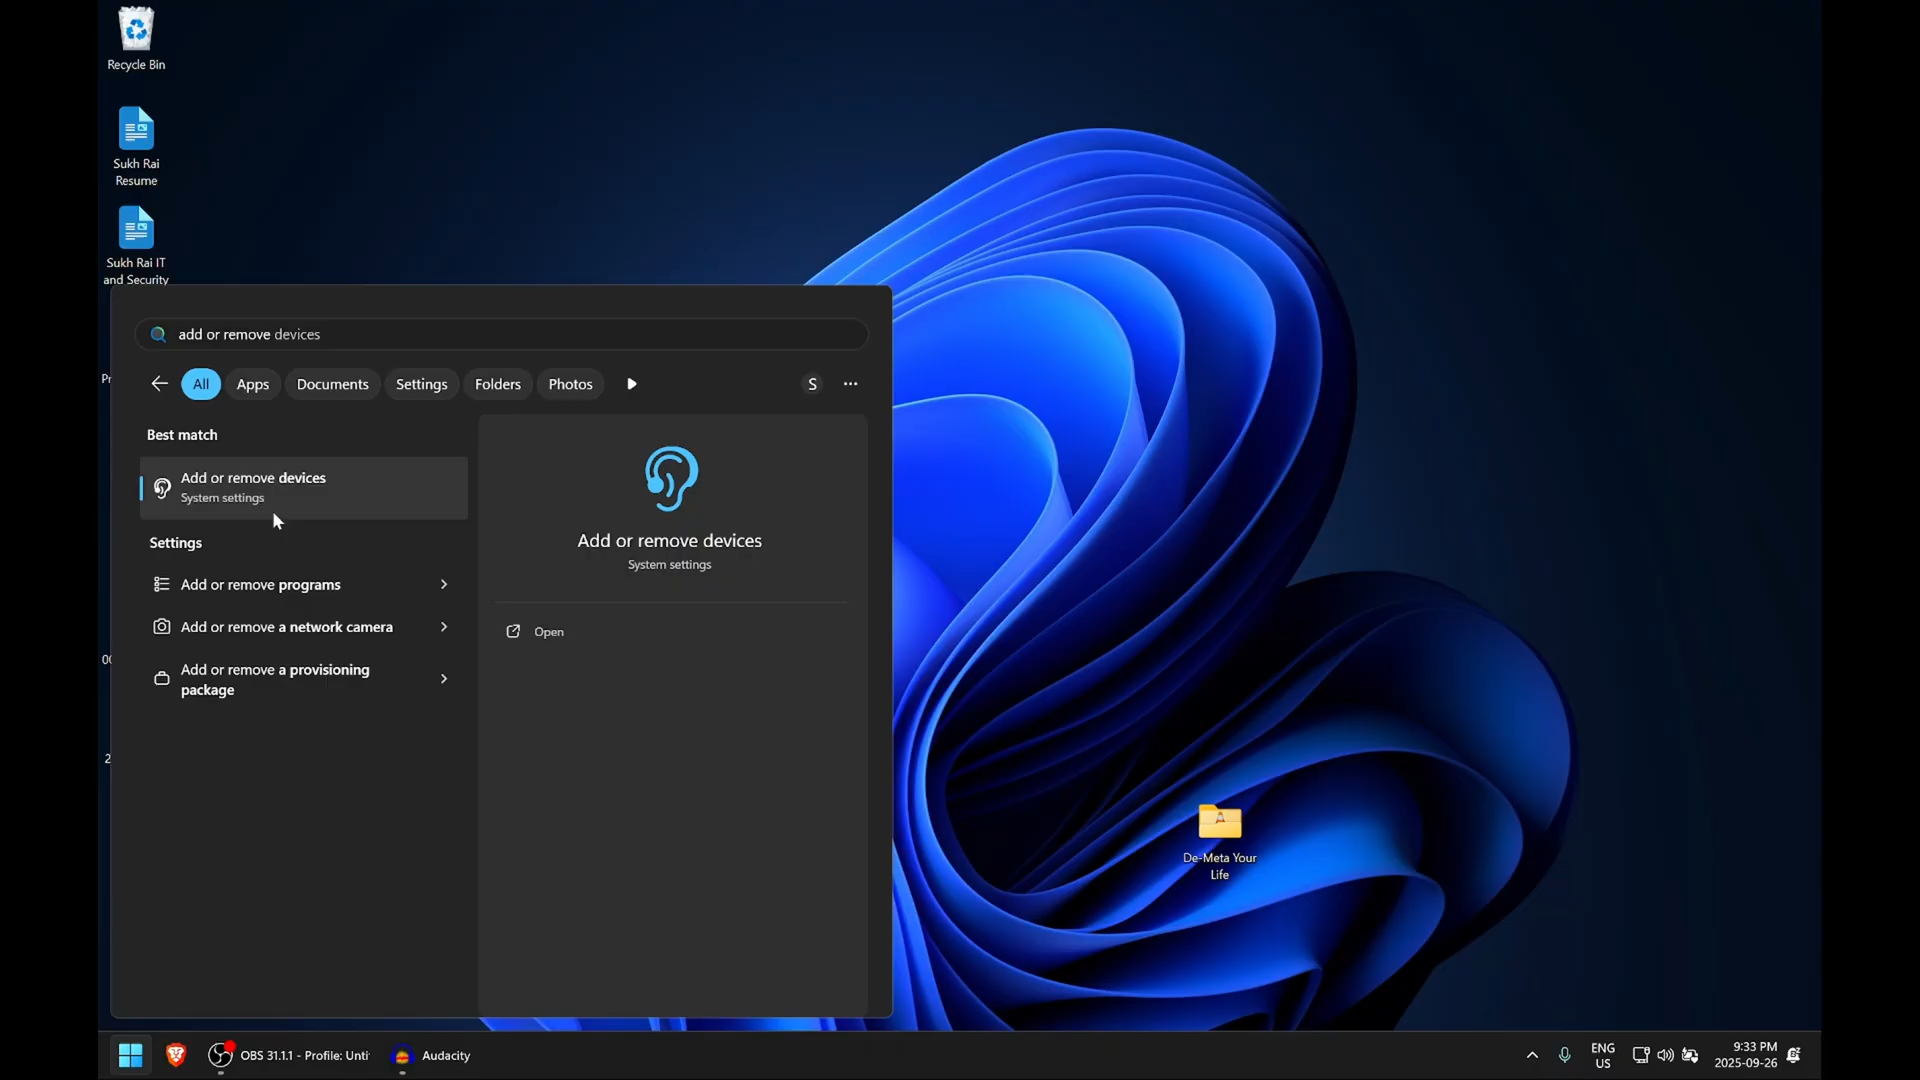 Recycle Bin
Sukh Rai
Resume
Sukh Rai IT
and Security
Pr
00
2
add or remove devices
All
Apps
Documents
Settings
Folders
Photos
S
Best match
Add or remove devices
System settings
Settings
Add or remove programs
Add or remove a network camera
Add or remove a provisioning
package
Add or remove devices
System settings
Open
De-Meta Your
Life
OBS 31.1.1 - Profile: Unti
Audacity
ENG
US
9:33 PM
2025-09-26